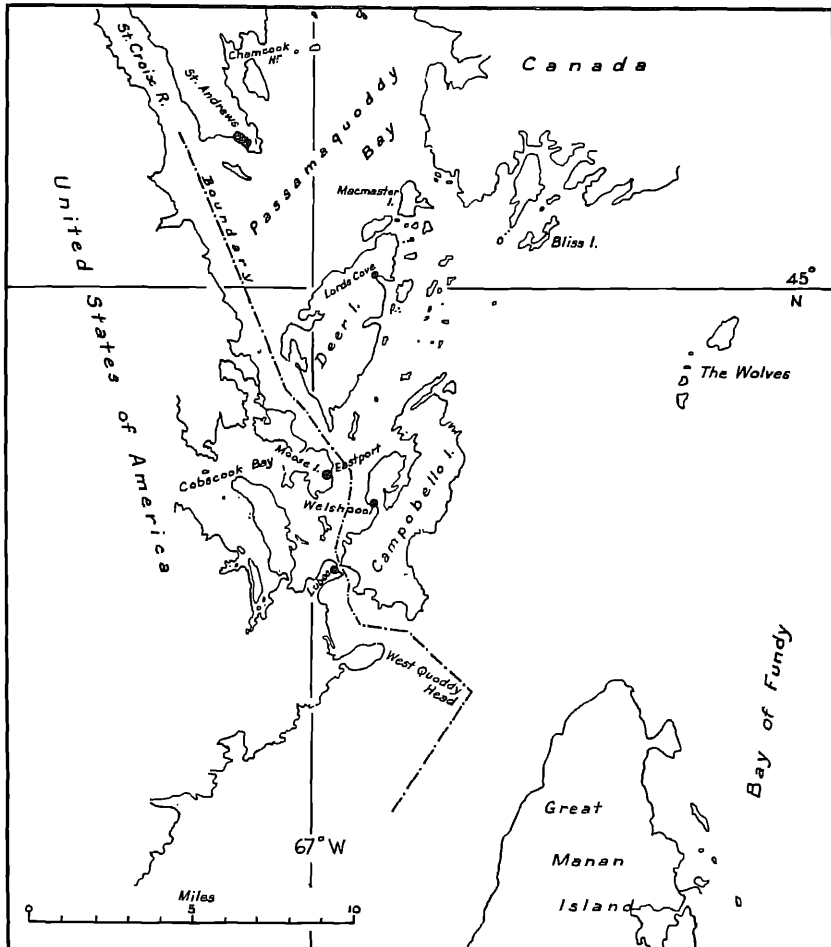 St. Croix R.
St. Andrews
Chamcook
Hr
Canada
Passamaquoddy
Bay
Boundary
United States of America
Macmaster
I.
Bliss I.
Lords Cove
Deer I.
45°
N
The Wolves
Moose I.
Eastport
Cobscook Bay
Welshpool
Campobello I.
Lubec
West Quoddy
Head
Bay of Fundy
67° W
Great
Manan
Island
Miles
0 5 10